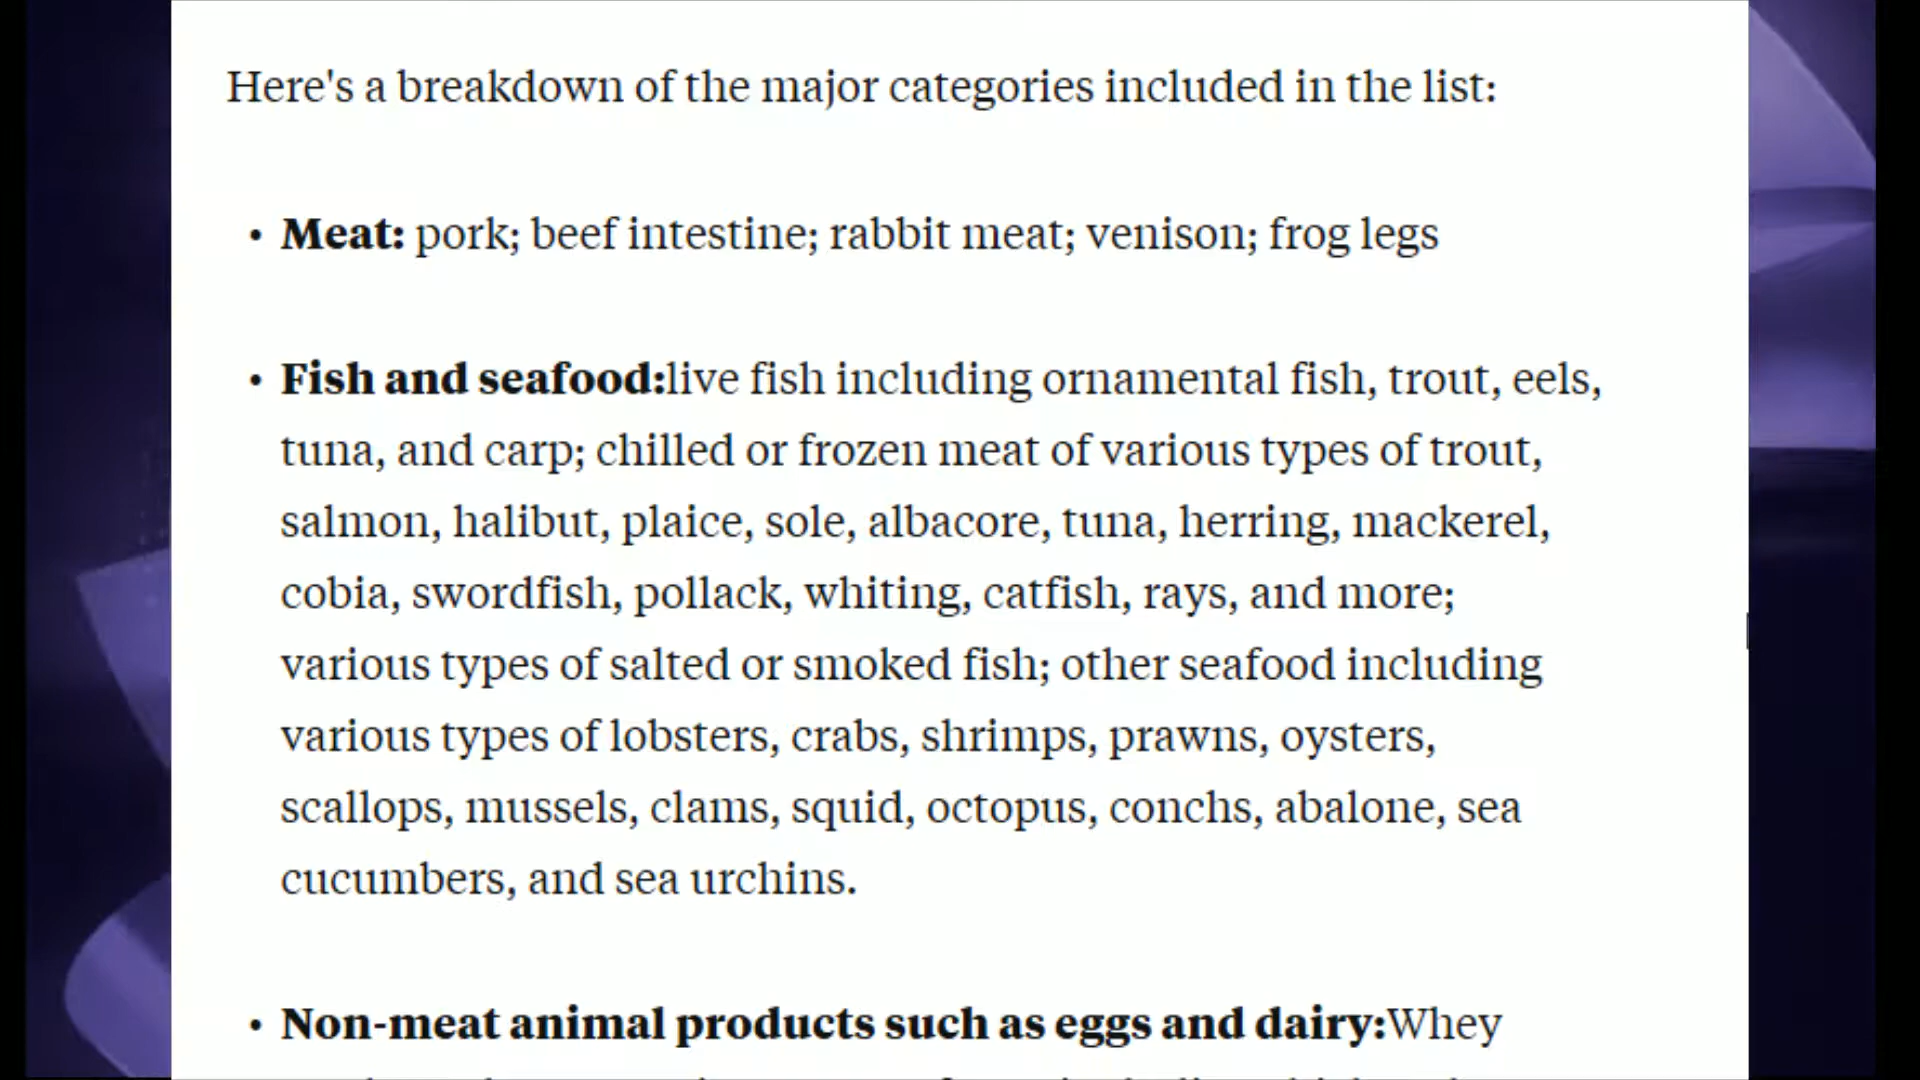 Here's a breakdown of the major categories included in the list:
• Meat: pork; beef intestine; rabbit meat; venison; frog legs
• Fish and seafood:live fish including ornamental fish, trout, eels,
tuna, and carp; chilled or frozen meat of various types of trout,
salmon, halibut, plaice, sole, albacore, tuna, herring, mackerel,
cobia, swordfish, pollack, whiting, catfish, rays, and more;
various types of salted or smoked fish; other seafood including
various types of lobsters, crabs, shrimps, prawns, oysters,
scallops, mussels, clams, squid, octopus, conchs, abalone, sea
cucumbers, and sea urchins.
• Non-meat animal products such as eggs and dairy:Whey